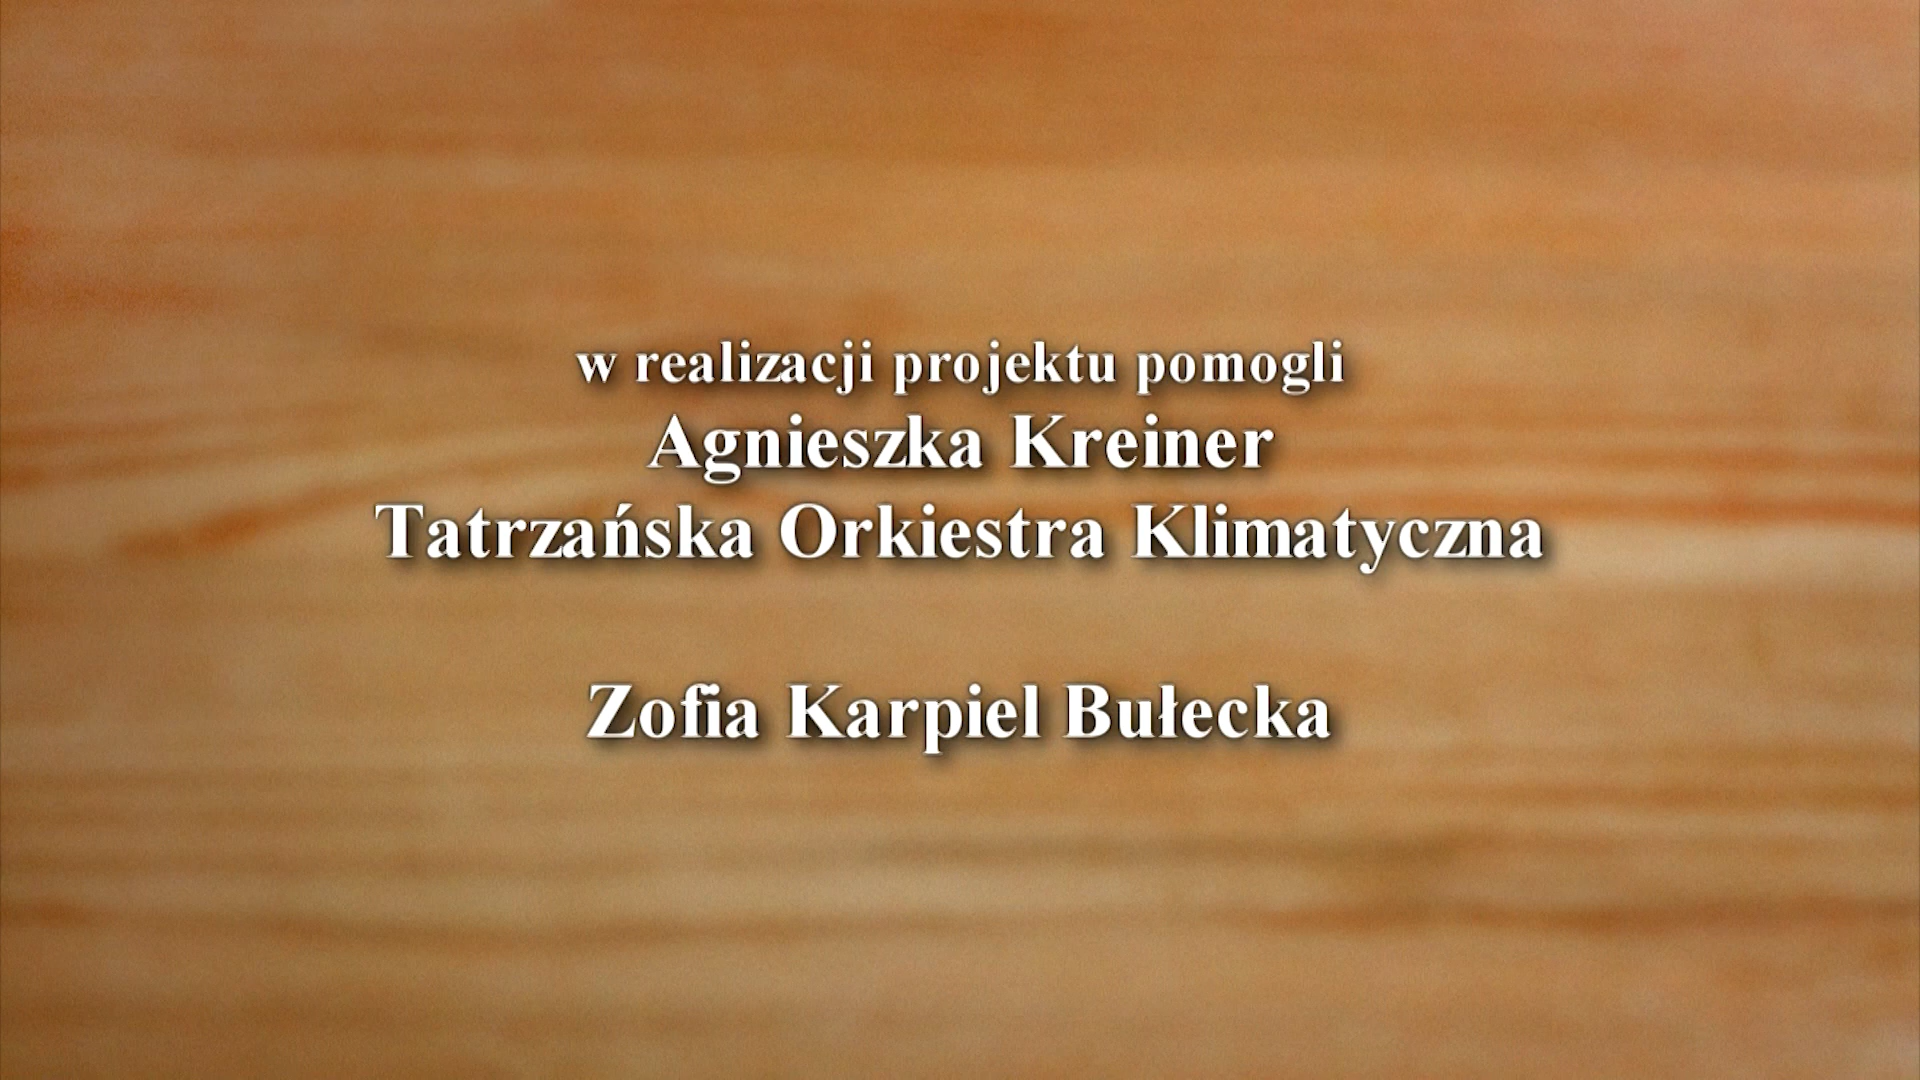 w realizacji projektu pomogli
Agnieszka Kreiner
Tatrzańska Orkiestra Klimatyczna
Zofia Karpiel Bułecka